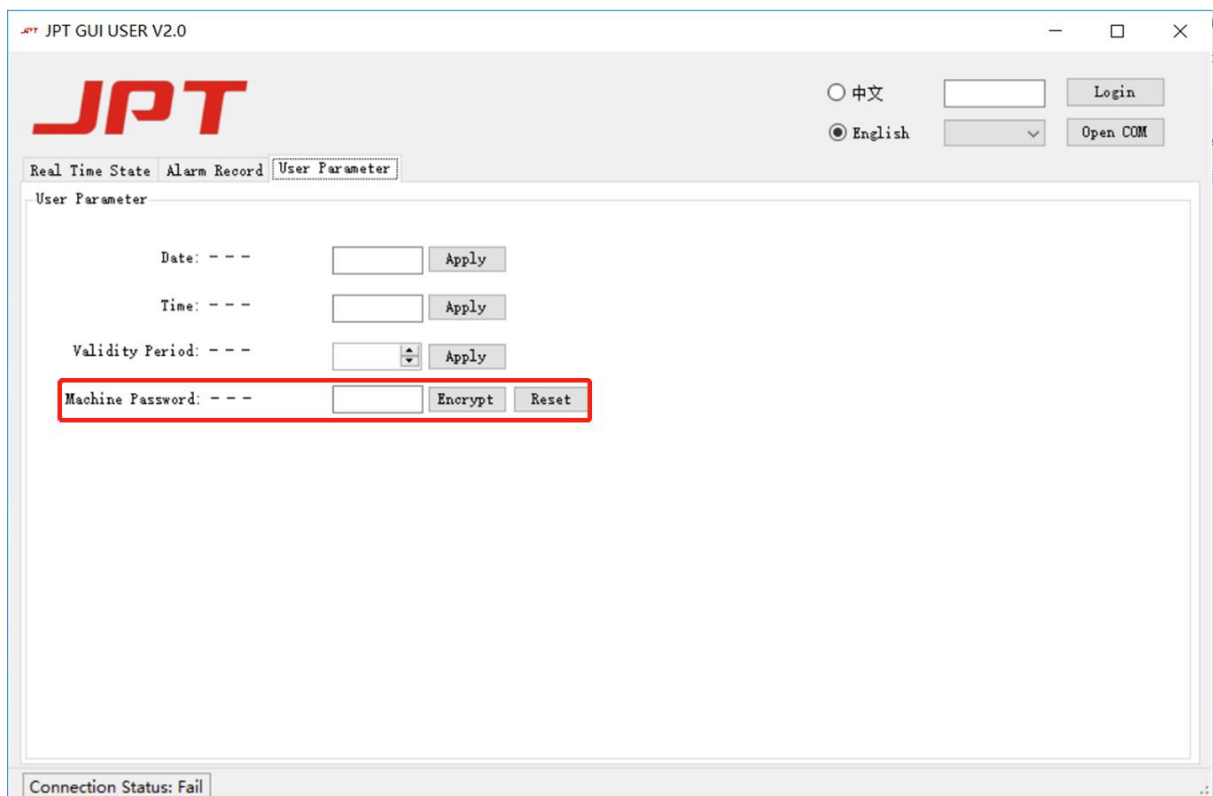 JPT JPT GUI USER V2.0
JPT
中文
Login
English
Open COM
Real Time State Alarm Record User Parameter
User Parameter
Date: - - -
Apply
Time: - - -
Apply
Validity Period: - - -
Apply
Machine Password: - - -
Encrypt Reset
Connection Status: Fail